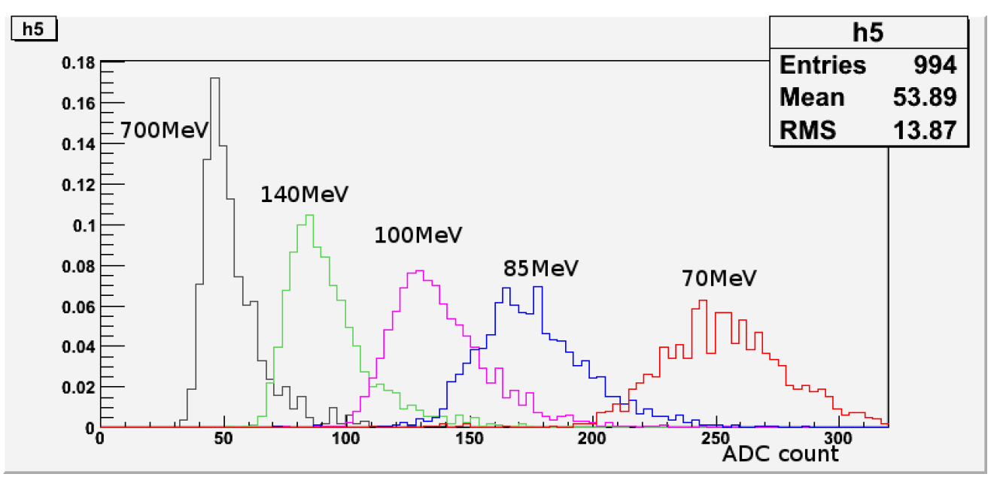 h5
h5
Entries 994
Mean 53.89
RMS 13.87
0.18
0.16
0.14
0.12
0.1
0.08
0.06
0.04
0.02
0
700MeV
140MeV
100MeV
85MeV
70MeV
0 50 100 150 200 250 300
ADC count